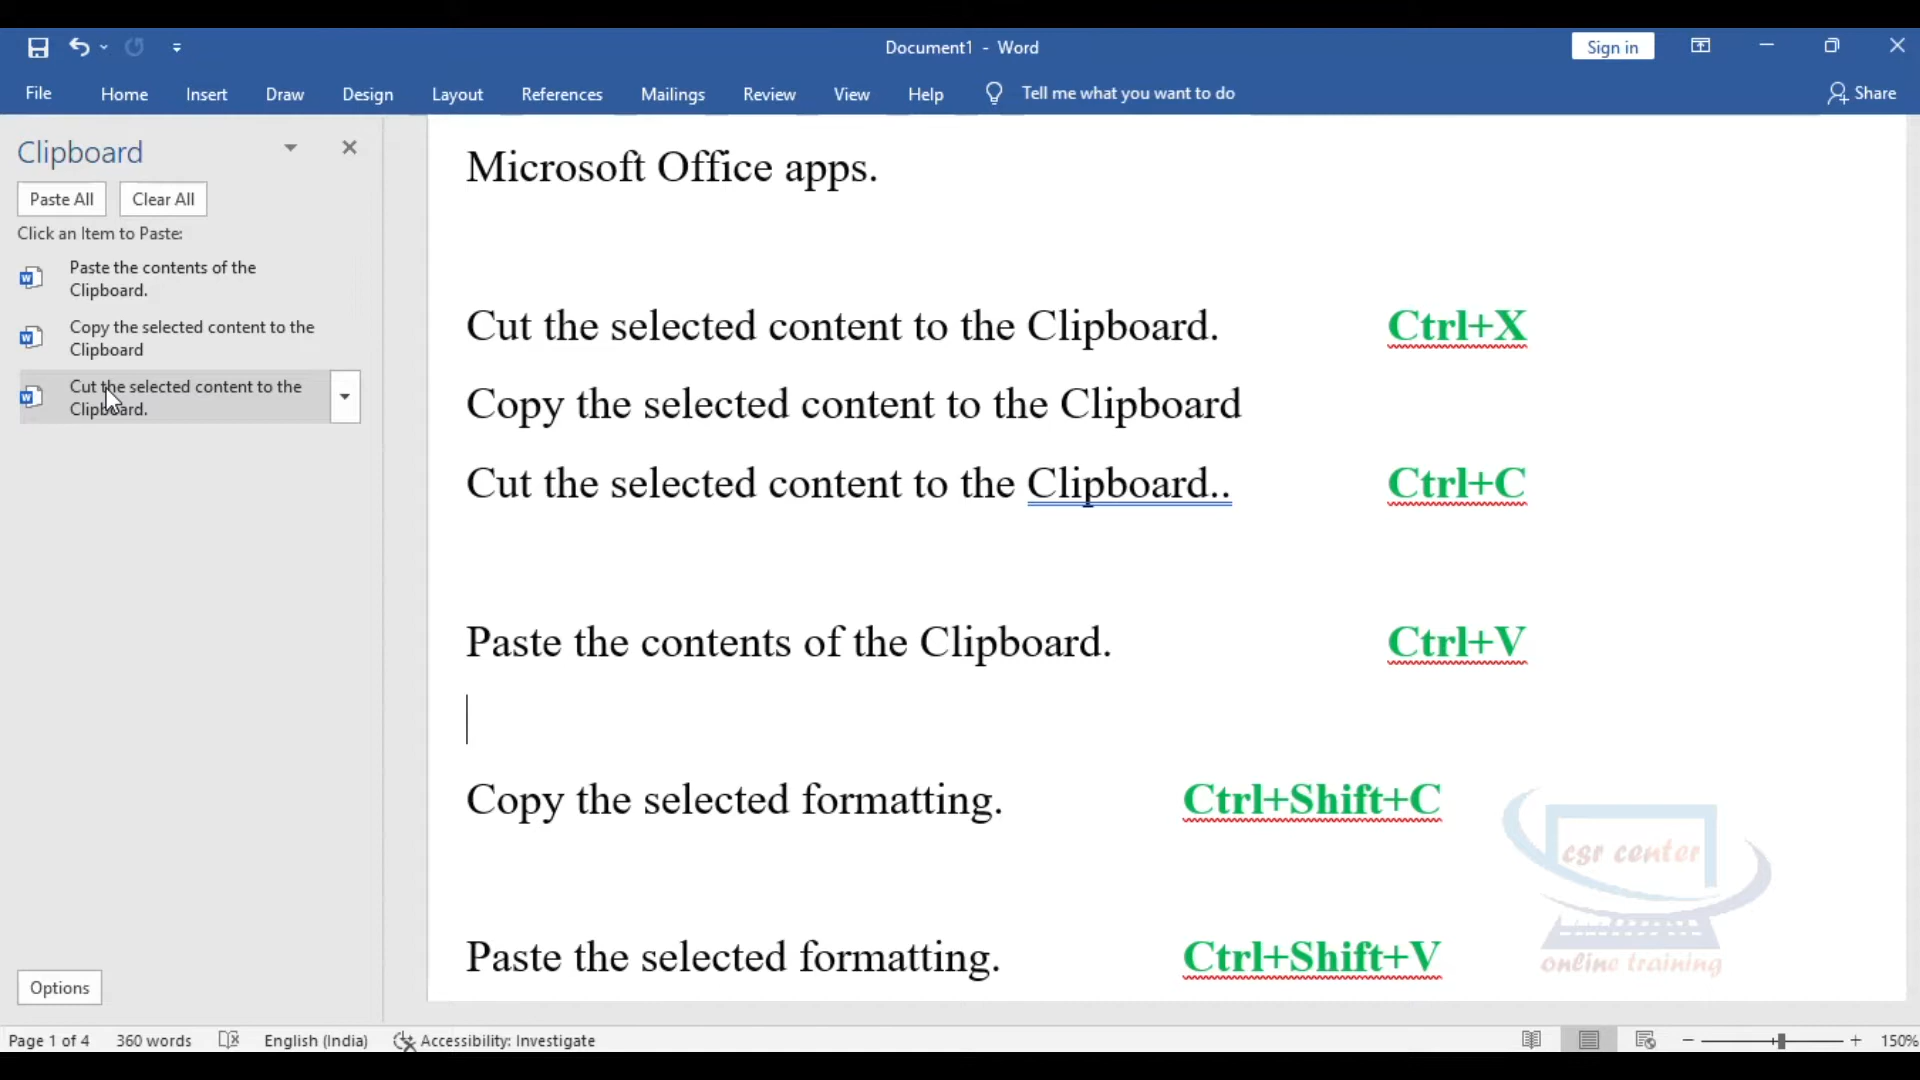 Document1 - Word
Sign in
File Home Insert Draw Design Layout References Mailings Review View Help Tell me what you want to do Share
Clipboard
Paste All Clear All
Click an Item to Paste:
Paste the contents of the
Clipboard.
Copy the selected content to the
Clipboard
Cut the selected content to the
Clipboard.
Options
Microsoft Office apps.
Cut the selected content to the Clipboard. Ctrl+X
Copy the selected content to the Clipboard
Cut the selected content to the Clipboard.. Ctrl+C
Paste the contents of the Clipboard. Ctrl+V
Copy the selected formatting. Ctrl+Shift+C
Paste the selected formatting. Ctrl+Shift+V
csr center
online training
Page 1 of 4 360 words English (India) Accessibility: Investigate 150%